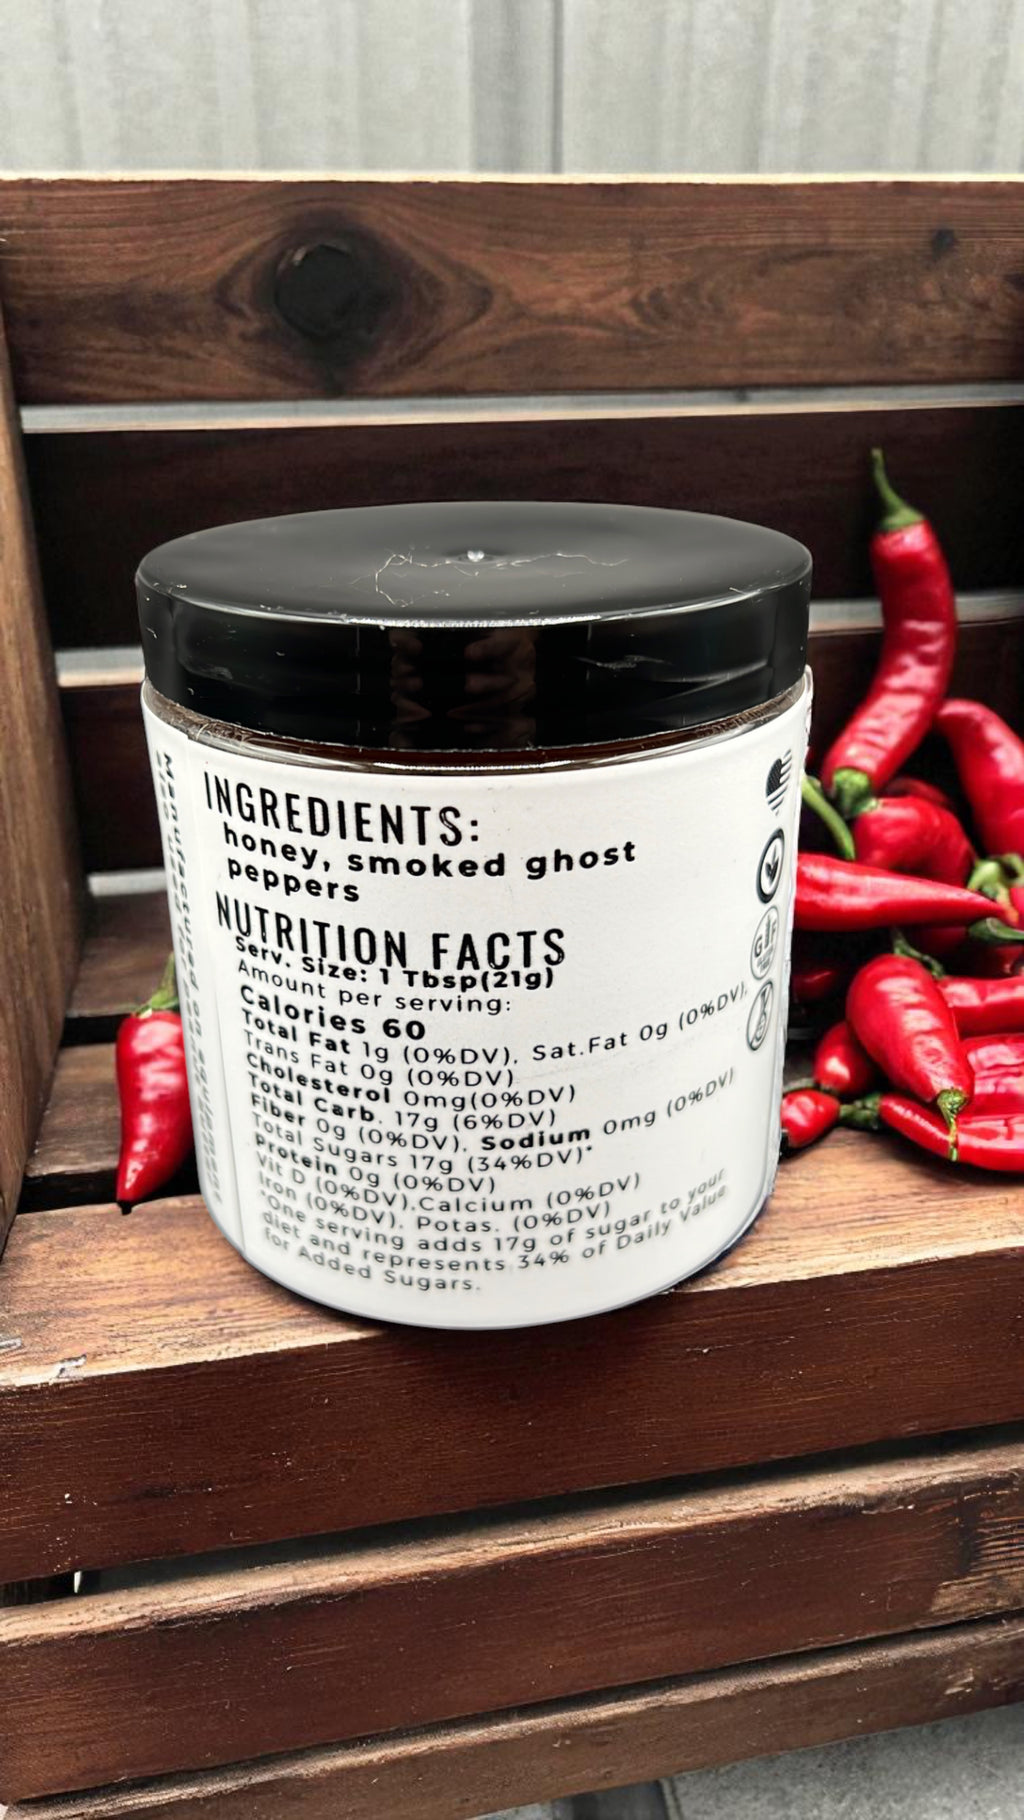 INGREDIENTS:
honey, smoked ghost
peppers
NUTRITION FACTS
Serv. Size: 1 Tbsp(21g)
Amount per serving:
Calories 60
Total Fat 1g (0%DV), Sat.Fat 0g (0%DV),
Trans Fat 0g (0%DV)
Cholesterol 0mg(0%DV)
Total Carb. 17g (6%DV)
Fiber 0g (0%DV), Sodium 0mg (0%DV)
Total Sugars 17g (34%DV)*
Protein 0g (0%DV)
Vit D (0%DV),Calcium (0%DV)
Iron (0%DV), Potas. (0%DV)
*One serving adds 17g of sugar to your
diet and represents 34% of Daily Value
for Added Sugars.
Manufactured on equipment
GF